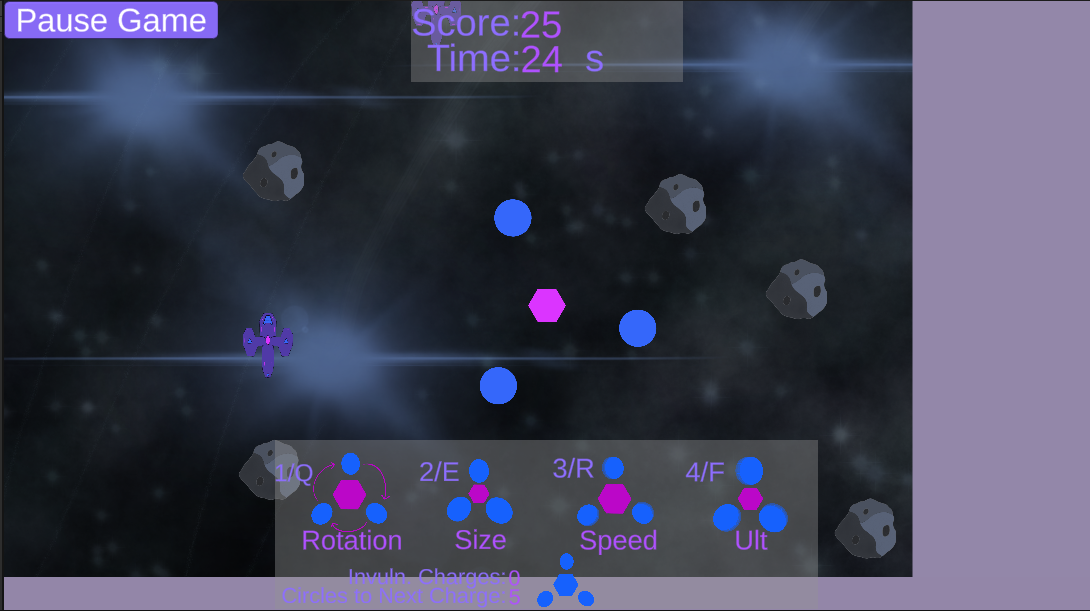 Pause Game
Score:25
Time:24 s
1/Q
2/E
3/R
4/F
Rotation
Size
Speed
Ult
Invuln. Charges:0
Circles to Next Charge:5